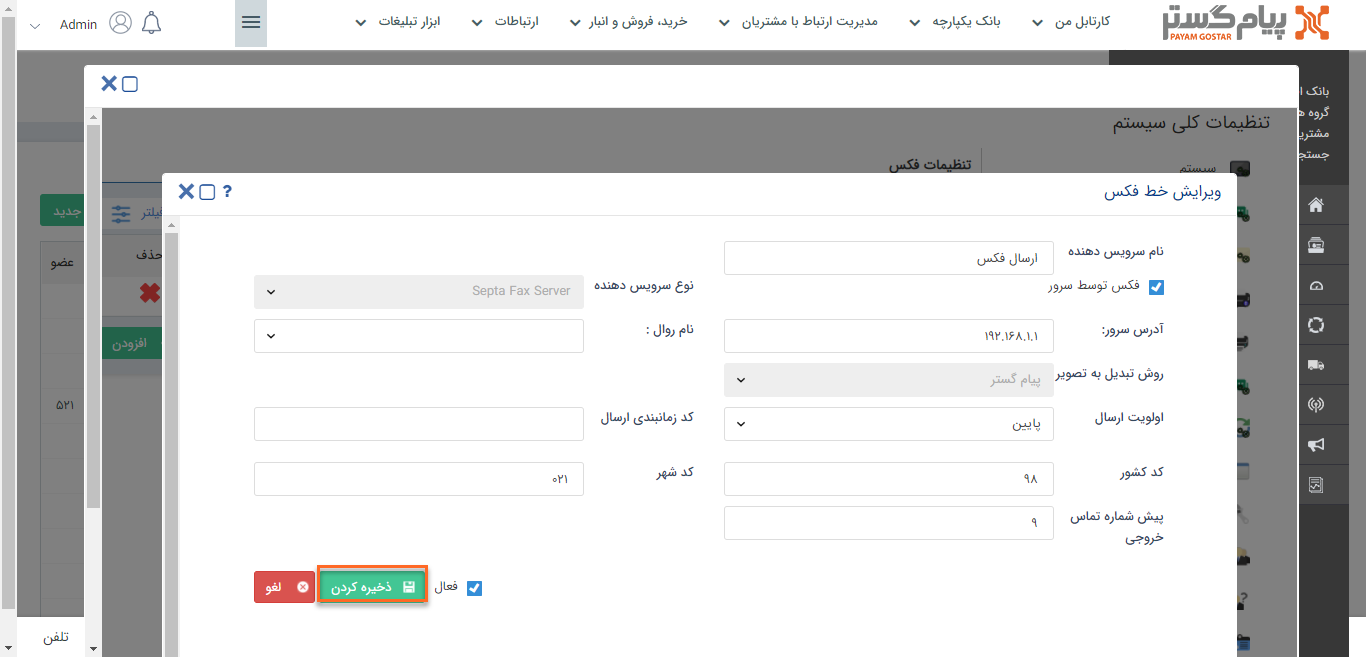 پیام گستر
PAYAM GOSTAR
کارتابل من
بانک یکپارچه
مدیریت ارتباط با مشتریان
خرید، فروش و انبار
ارتباطات
ابزار تبلیغات
Admin
تنظیمات کلی سیستم
سیستم
تنظیمات فکس
بانک
گروه
جستج
جدید
فیلتر
حذف
عضو
افزودن
۵۲۱
تلفن
ویرایش خط فکس
?
نام سرویس دهنده
ارسال فکس
فکس توسط سرور
نوع سرویس دهنده
Septa Fax Server
آدرس سرور:
۱۹۲.۱۶۸.۱.۱
نام روال :
روش تبدیل به تصویر
پیام گستر
اولویت ارسال
پایین
کد زمانبندی ارسال
کد کشور
۹۸
کد شهر
۰۲۱
پیش شماره تماس
خروجی
۹
فعال
ذخیره کردن
لغو